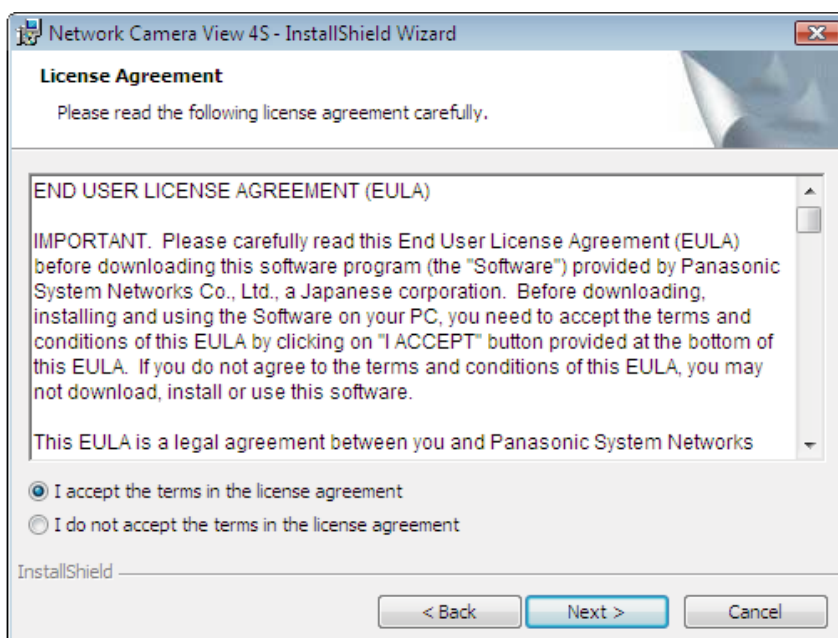 Network Camera View 4S - InstallShield Wizard
License Agreement
Please read the following license agreement carefully.
END USER LICENSE AGREEMENT (EULA)
IMPORTANT.  Please carefully read this End User License Agreement (EULA)
before downloading this software program (the "Software") provided by Panasonic
System Networks Co., Ltd., a Japanese corporation.  Before downloading,
installing and using the Software on your PC, you need to accept the terms and
conditions of this EULA by clicking on "I ACCEPT" button provided at the bottom of
this EULA.  If you do not agree to the terms and conditions of this EULA, you may
not download, install or use this software.
This EULA is a legal agreement between you and Panasonic System Networks
I accept the terms in the license agreement
I do not accept the terms in the license agreement
InstallShield
< Back
Next >
Cancel